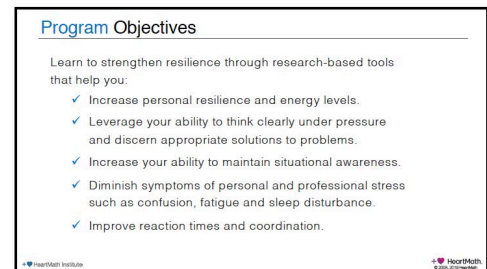 Program Objectives
Learn to strengthen resilience through research-based tools
that help you:
✓ Increase personal resilience and energy levels.
✓ Leverage your ability to think clearly under pressure
and discern appropriate solutions to problems.
✓ Increase your ability to maintain situational awareness.
✓ Diminish symptoms of personal and professional stress
such as confusion, fatigue and sleep disturbance.
✓ Improve reaction times and coordination.
HeartMath Institute
HeartMath.